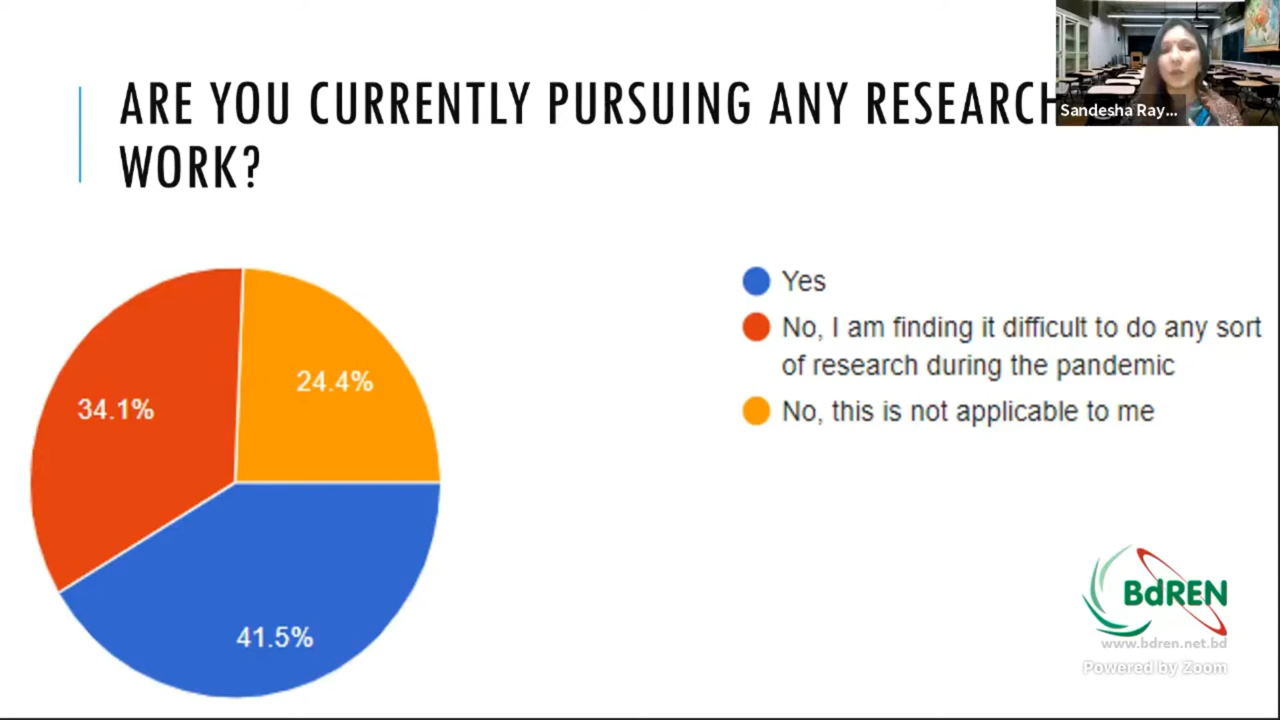 ARE YOU CURRENTLY PURSUING ANY RESEARCH
WORK?
Sandesha Ray...
Yes
No, I am finding it difficult to do any sort
of research during the pandemic
No, this is not applicable to me
24.4%
34.1%
41.5%
BdREN
www.bdren.net.bd
Powered by Zoom